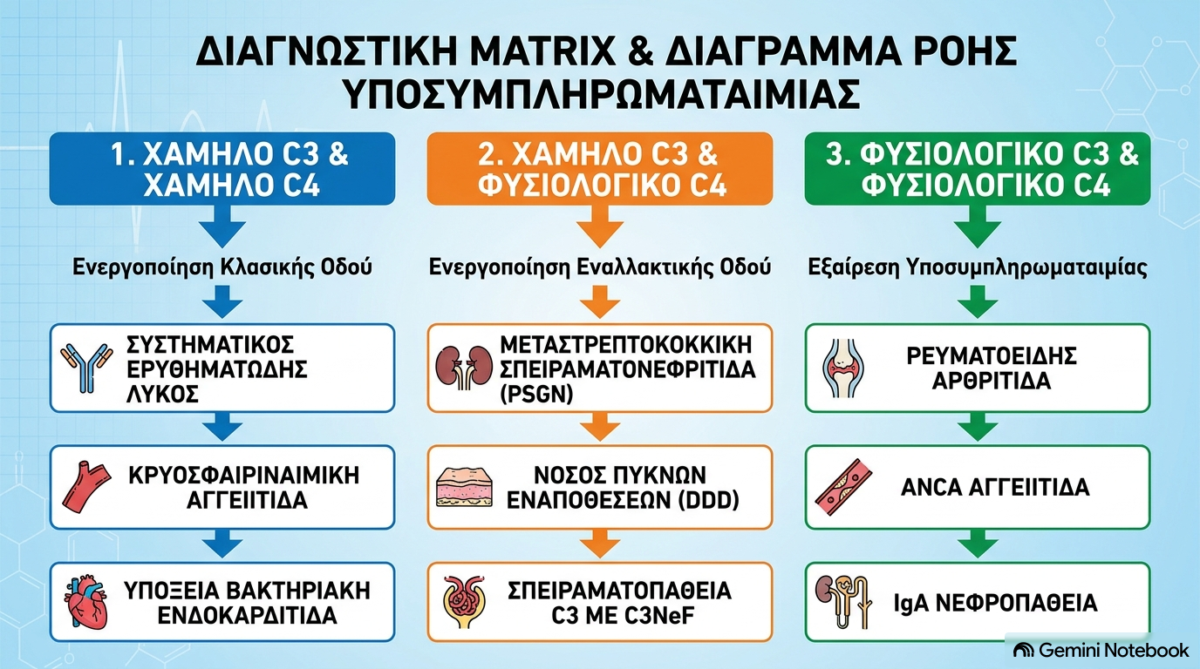 ΔΙΑΓΝΩΣΤΙΚΗ MATRIX & ΔΙΑΓΡΑΜΜΑ ΡΟΗΣ
ΥΠΟΣΥΜΠΛΗΡΩΜΑΤΑΙΜΙΑΣ
1. ΧΑΜΗΛΟ C3 &
ΧΑΜΗΛΟ C4
Ενεργοποίηση Κλασικής Οδού
ΣΥΣΤΗΜΑΤΙΚΟΣ
ΕΡΥΘΗΜΑΤΩΔΗΣ
ΛΥΚΟΣ
ΚΡΥΟΣΦΑΙΡΙΝΑΙΜΙΚΗ
ΑΓΓΕΙΙΤΙΔΑ
ΥΠΟΞΕΙΑ ΒΑΚΤΗΡΙΑΚΗ
ΕΝΔΟΚΑΡΔΙΤΙΔΑ
2. ΧΑΜΗΛΟ C3 &
ΦΥΣΙΟΛΟΓΙΚΟ C4
Ενεργοποίηση Εναλλακτικής Οδού
ΜΕΤΑΣΤΡΕΠΤΟΚΟΚΚΙΚΗ
ΣΠΕΙΡΑΜΑΤΟΝΕΦΡΙΤΙΔΑ
(PSGN)
ΝΟΣΟΣ ΠΥΚΝΩΝ
ΕΝΑΠΟΘΕΣΕΩΝ (DDD)
ΣΠΕΙΡΑΜΑΤΟΠΑΘΕΙΑ
C3 ΜΕ C3NeF
3. ΦΥΣΙΟΛΟΓΙΚΟ C3 &
ΦΥΣΙΟΛΟΓΙΚΟ C4
Εξαίρεση Υποσυμπληρωματαιμίας
ΡΕΥΜΑΤΟΕΙΔΗΣ
ΑΡΘΡΙΤΙΔΑ
ANCA ΑΓΓΕΙΙΤΙΔΑ
IgA ΝΕΦΡΟΠΑΘΕΙΑ
Gemini Notebook